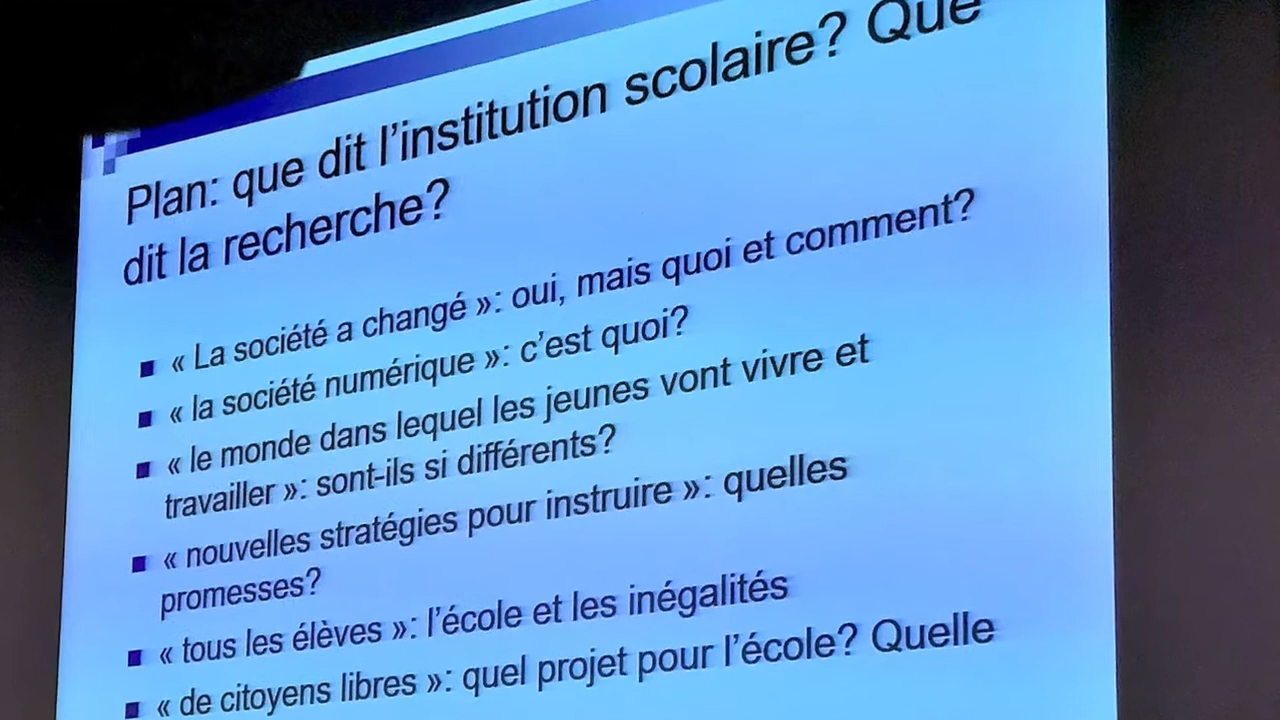 Plan: que dit l’institution scolaire? Que
dit la recherche?
« La société a changé »: oui, mais quoi et comment?
« la société numérique »: c’est quoi?
« le monde dans lequel les jeunes vont vivre et
travailler »: sont-ils si différents?
« nouvelles stratégies pour instruire »: quelles
promesses?
« tous les élèves »: l’école et les inégalités
« de citoyens libres »: quel projet pour l’école? Quelle